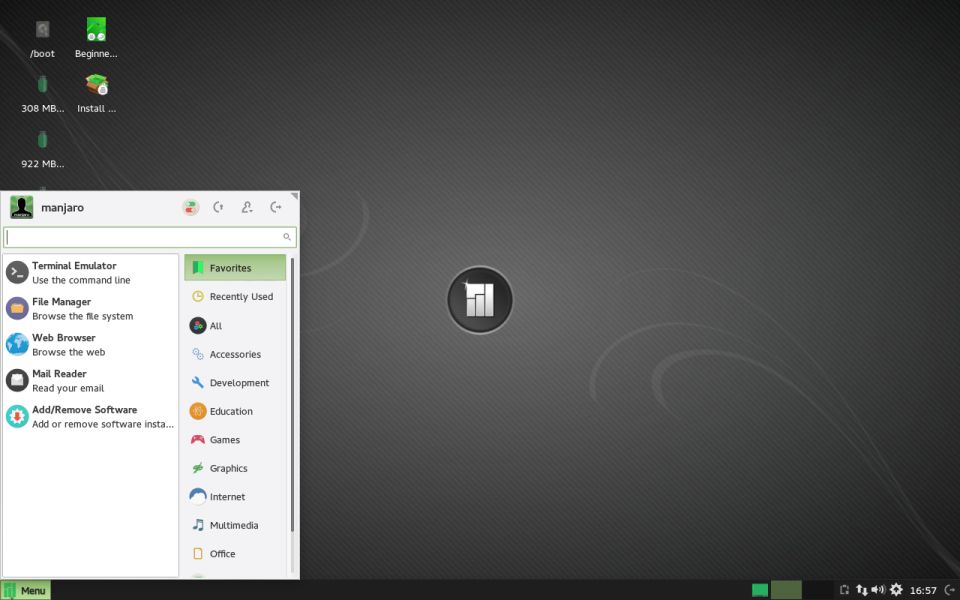 /boot
Beginne...
308 MB...
Install ...
922 MB...
manjaro
Terminal Emulator
Use the command line
File Manager
Browse the file system
Web Browser
Browse the web
Mail Reader
Read your email
Add/Remove Software
Add or remove software insta...
Favorites
Recently Used
All
Accessories
Development
Education
Games
Graphics
Internet
Multimedia
Office
Menu
16:57